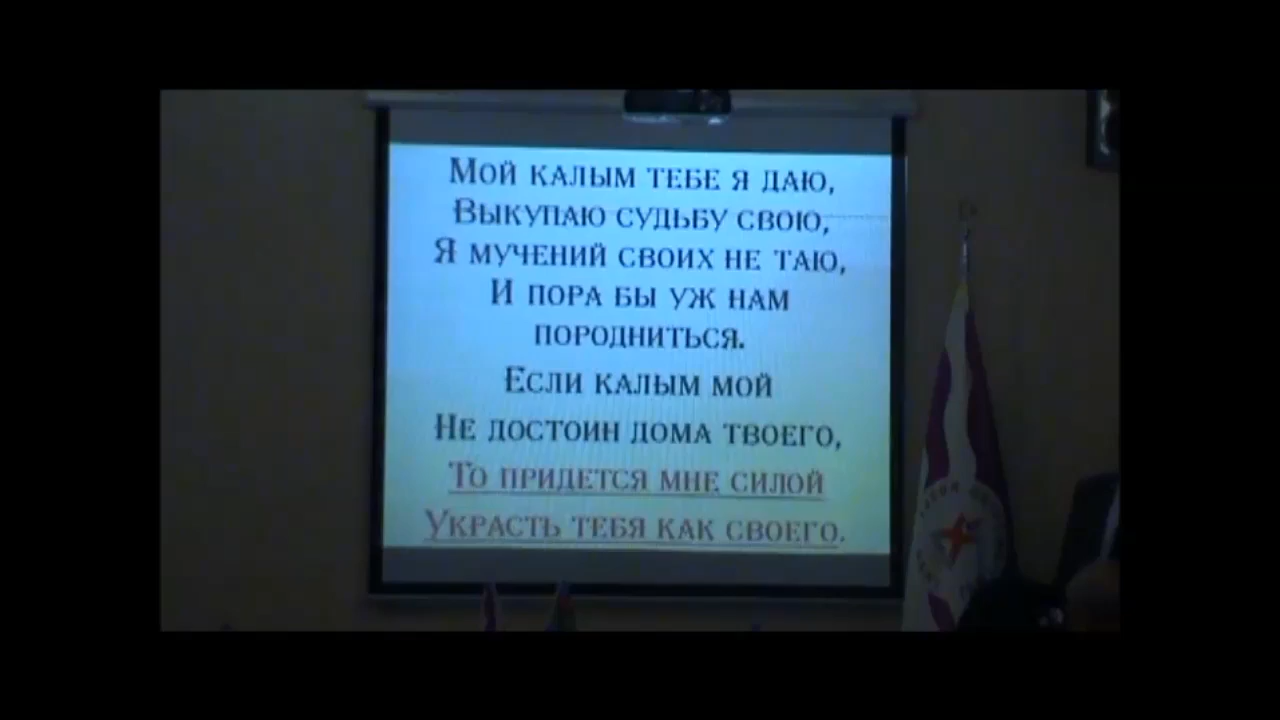 Мой калым тебе я даю,
Выкупаю судьбу свою,
Я мучений своих не таю,
И пора бы уж нам
породниться.
Если калым мой
Не достоин дома твоего,
То придется мне силой
Украсть тебя как своего.